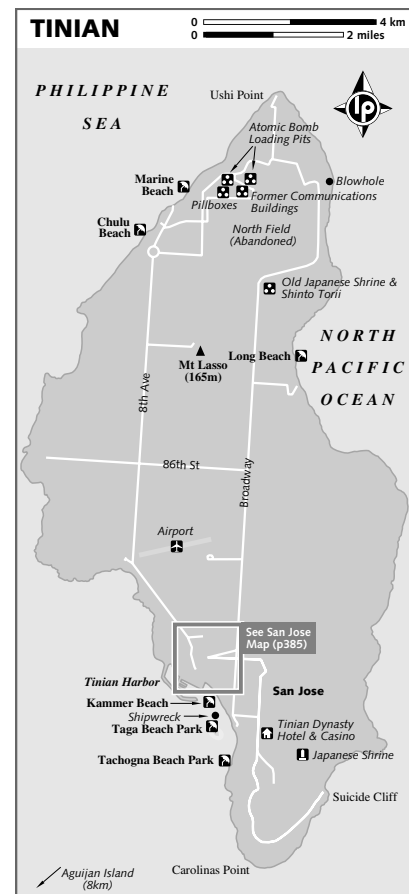 TINIAN
0 4 km
0 2 miles
PHILIPPINE
SEA
Ushi Point
lp
Atomic Bomb
Loading Pits
Marine
Beach
Blowhole
Pillboxes
Former Communications
Buildings
Chulu
Beach
North Field
(Abandoned)
Old Japanese Shrine &
Shinto Torii
NORTH
PACIFIC
OCEAN
Long Beach
Mt Lasso
(165m)
8th Ave
86th St
Broadway
Airport
See San Jose
Map (p385)
Tinian Harbor
San Jose
Kammer Beach
Shipwreck
Taga Beach Park
Tinian Dynasty
Hotel & Casino
Japanese Shrine
Tachogna Beach Park
Suicide Cliff
Carolinas Point
Aguijan Island
(8km)